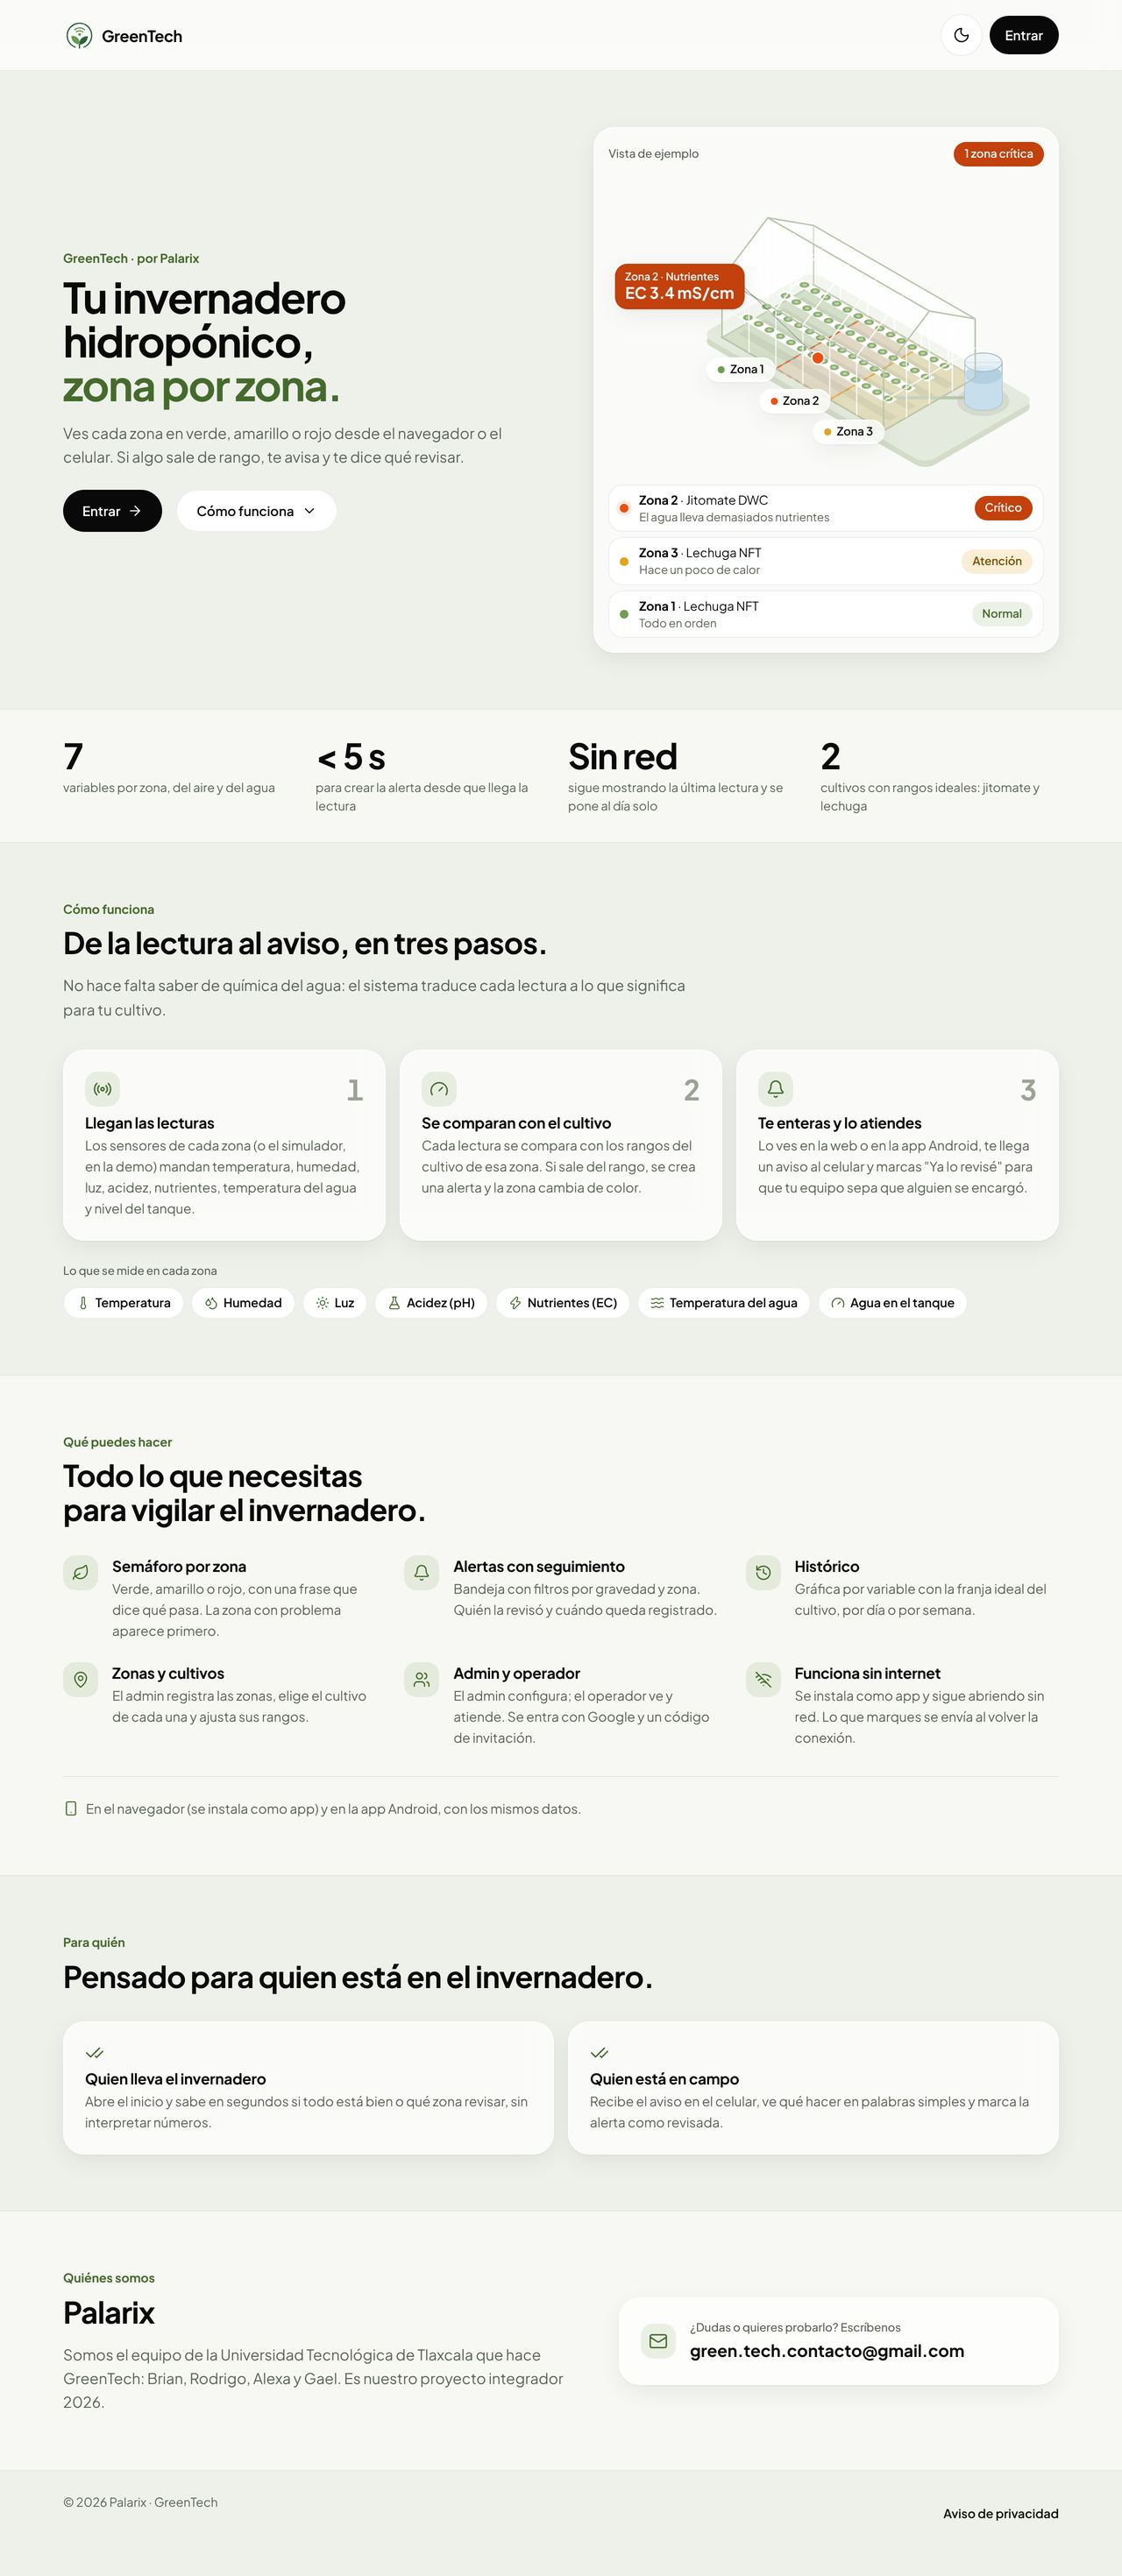 GreenTech
Entrar
GreenTech · por Palarix
Tu invernadero
hidropónico,
zona por zona.
Ves cada zona en verde, amarillo o rojo desde el navegador o el
celular. Si algo sale de rango, te avisa y te dice qué revisar.
Entrar
Cómo funciona
Vista de ejemplo
1 zona crítica
Zona 2 · Nutrientes
EC 3.4 mS/cm
Zona 1
Zona 2
Zona 3
Zona 2 · Jitomate DWC
El agua lleva demasiados nutrientes
Crítico
Zona 3 · Lechuga NFT
Hace un poco de calor
Atención
Zona 1 · Lechuga NFT
Todo en orden
Normal
7
variables por zona, del aire y del agua
< 5 s
para crear la alerta desde que llega la
lectura
Sin red
sigue mostrando la última lectura y se
pone al día solo
2
cultivos con rangos ideales: jitomate y
lechuga
Cómo funciona
De la lectura al aviso, en tres pasos.
No hace falta saber de química del agua: el sistema traduce cada lectura a lo que significa
para tu cultivo.
1
Llegan las lecturas
Los sensores de cada zona (o el simulador,
en la demo) mandan temperatura, humedad,
luz, acidez, nutrientes, temperatura del agua
y nivel del tanque.
2
Se comparan con el cultivo
Cada lectura se compara con los rangos del
cultivo de esa zona. Si sale del rango, se crea
una alerta y la zona cambia de color.
3
Te enteras y lo atiendes
Lo ves en la web o en la app Android, te llega
un aviso al celular y marcas "Ya lo revisé" para
que tu equipo sepa que alguien se encargó.
Lo que se mide en cada zona
Temperatura
Humedad
Luz
Acidez (pH)
Nutrientes (EC)
Temperatura del agua
Agua en el tanque
Qué puedes hacer
Todo lo que necesitas
para vigilar el invernadero.
Semáforo por zona
Verde, amarillo o rojo, con una frase que
dice qué pasa. La zona con problema
aparece primero.
Alertas con seguimiento
Bandeja con filtros por gravedad y zona.
Quién la revisó y cuándo queda registrado.
Histórico
Gráfica por variable con la franja ideal del
cultivo, por día o por semana.
Zonas y cultivos
El admin registra las zonas, elige el cultivo
de cada una y ajusta sus rangos.
Admin y operador
El admin configura; el operador ve y
atiende. Se entra con Google y un código
de invitación.
Funciona sin internet
Se instala como app y sigue abriendo sin
red. Lo que marques se envía al volver la
conexión.
En el navegador (se instala como app) y en la app Android, con los mismos datos.
Para quién
Pensado para quien está en el invernadero.
Quien lleva el invernadero
Abre el inicio y sabe en segundos si todo está bien o qué zona revisar, sin
interpretar números.
Quien está en campo
Recibe el aviso en el celular, ve qué hacer en palabras simples y marca la
alerta como revisada.
Quiénes somos
Palarix
Somos el equipo de la Universidad Tecnológica de Tlaxcala que hace
GreenTech: Brian, Rodrigo, Alexa y Gael. Es nuestro proyecto integrador
2026.
¿Dudas o quieres probarlo? Escríbenos
green.tech.contacto@gmail.com
© 2026 Palarix · GreenTech
Aviso de privacidad